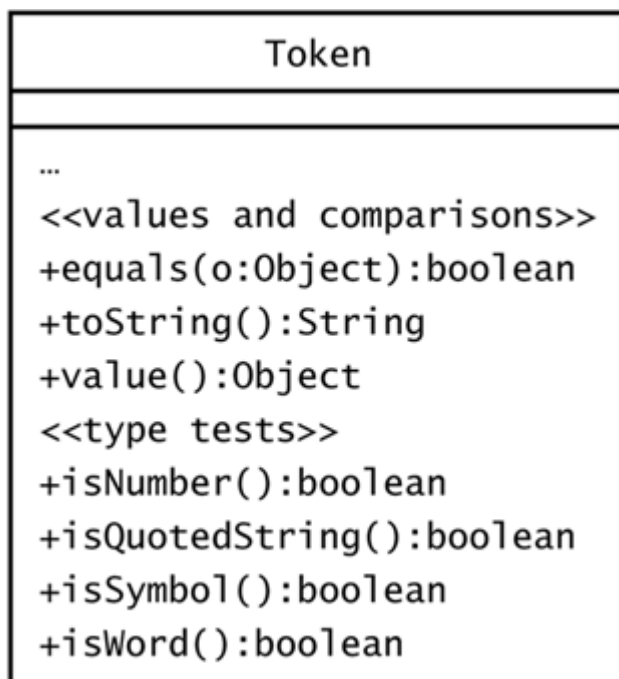 Token
…
<<values and comparisons>>
+equals(o:Object):boolean
+toString():String
+value():Object
<<type tests>>
+isNumber():boolean
+isQuotedString():boolean
+isSymbol():boolean
+isWord():boolean